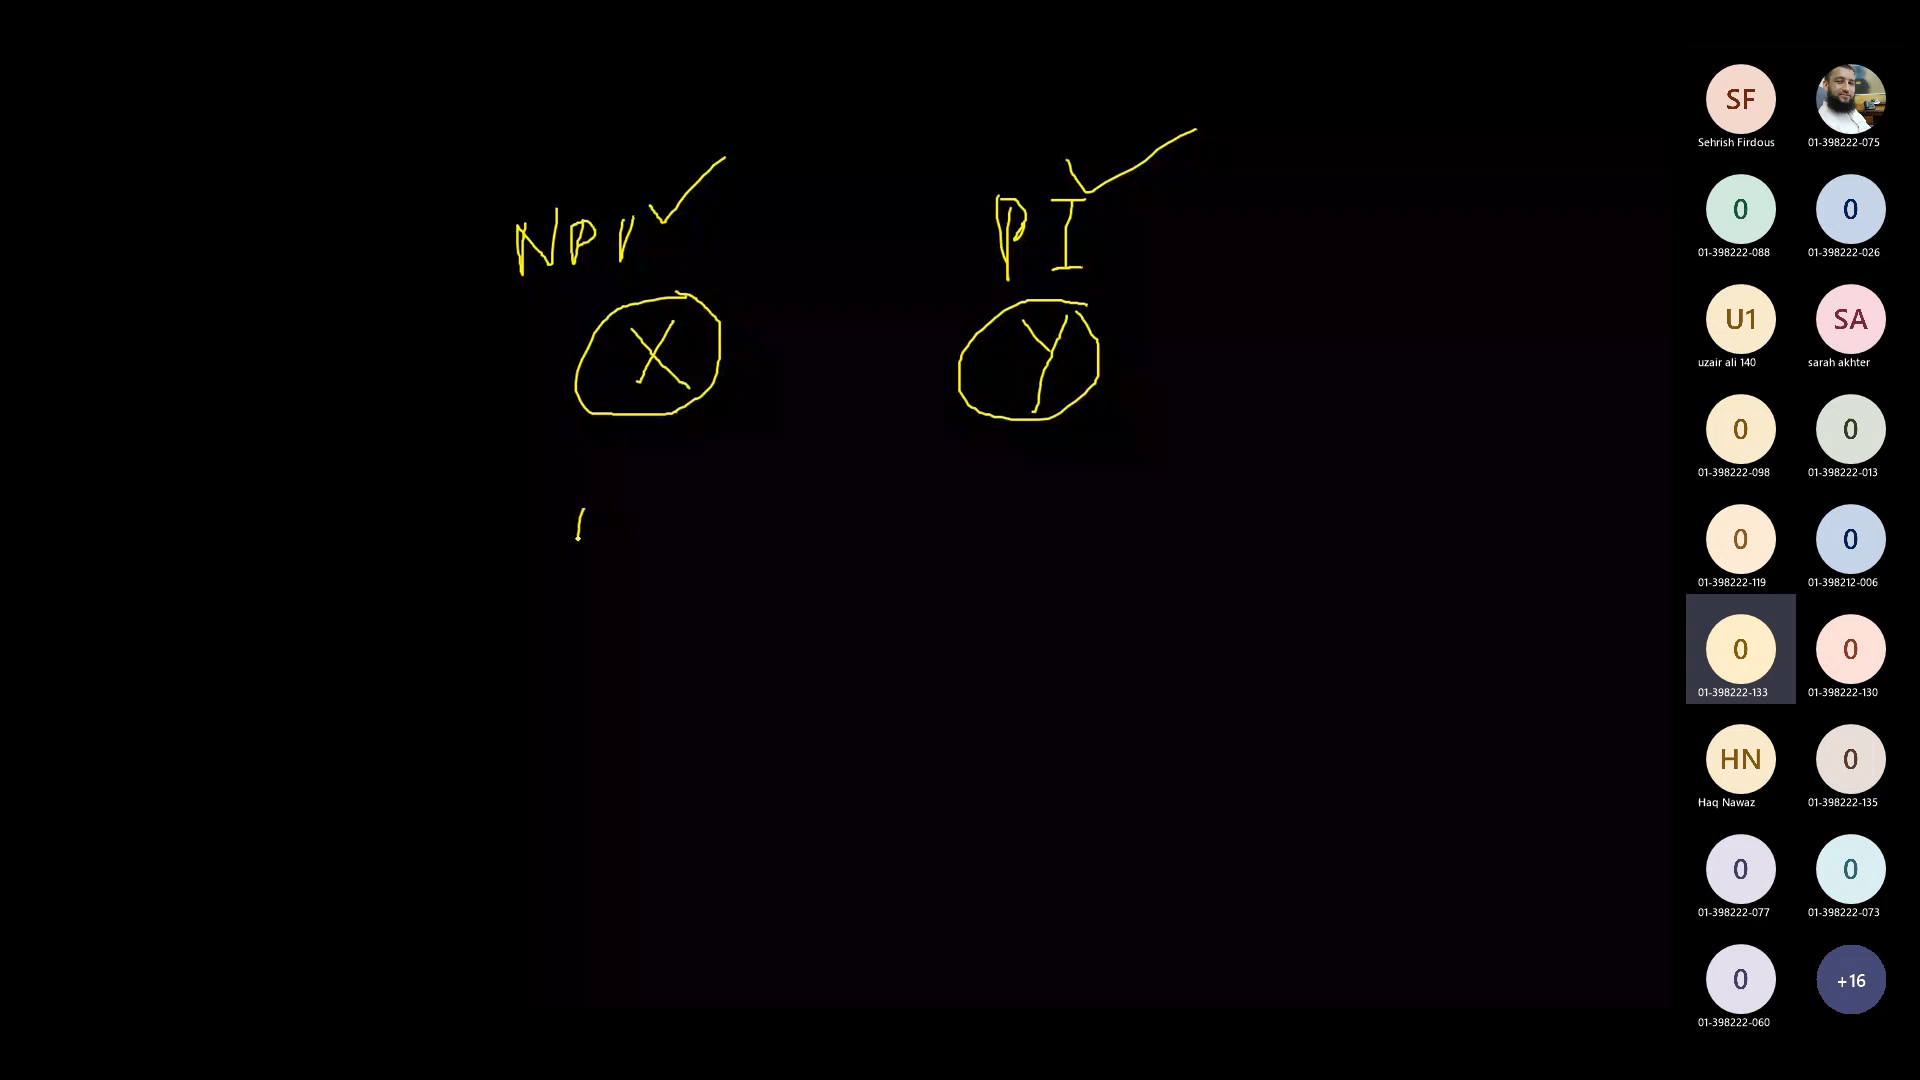 NPV PI
X Y
SF
Sehrish Firdous 01-398222-075
0 0
01-398222-088 01-398222-026
U1 SA
uzair ali 140 sarah akhter
0 0
01-398222-098 01-398222-013
0 0
01-398222-119 01-398212-006
0 0
01-398222-133 01-398222-130
HN 0
Haq Nawaz 01-398222-135
0 0
01-398222-077 01-398222-073
0 +16
01-398222-060